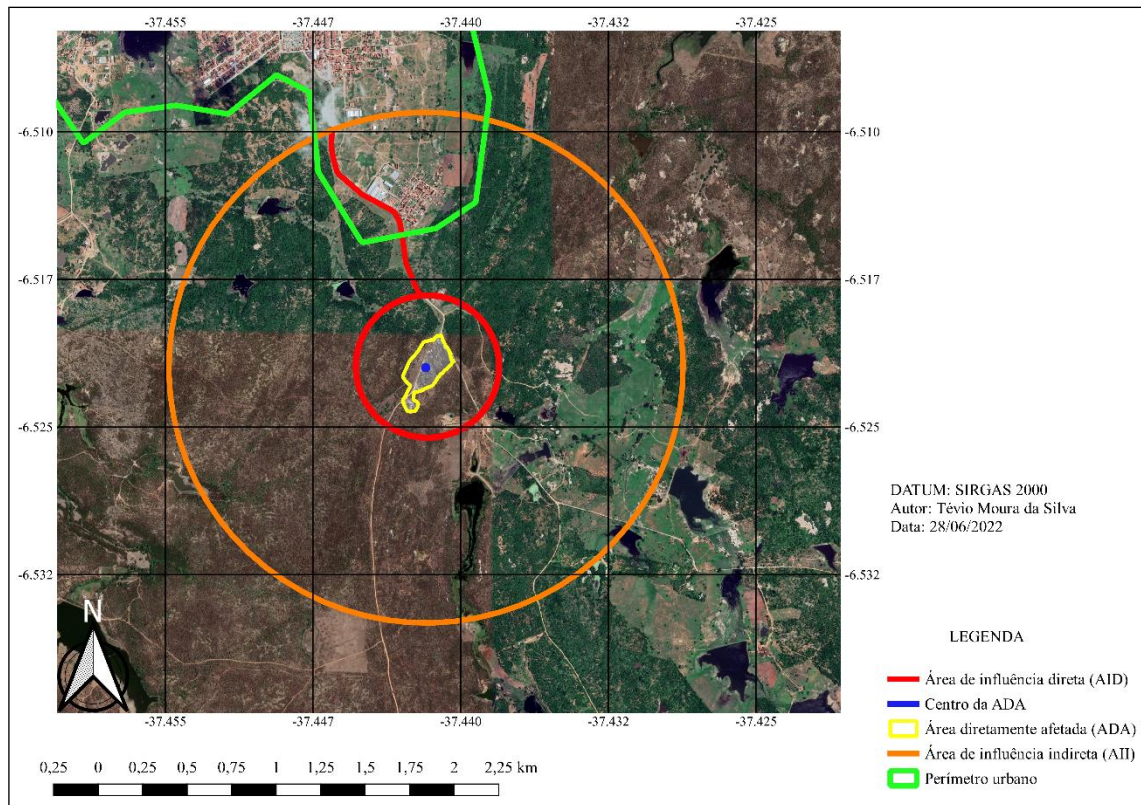 -37.455 -37.447 -37.440 -37.432 -37.425
-6.510 -6.510
-6.517 -6.517
-6.525 -6.525
DATUM: SIRGAS 2000
Autor: Tévio Moura da Silva
Data: 28/06/2022
-6.532 -6.532
N
LEGENDA
Área de influência direta (AID)
Centro da ADA
Área diretamente afetada (ADA)
Área de influência indireta (AII)
Perímetro urbano
-37.455 -37.447 -37.440 -37.432 -37.425
0,25 0 0,25 0,5 0,75 1 1,25 1,5 1,75 2 2,25 km